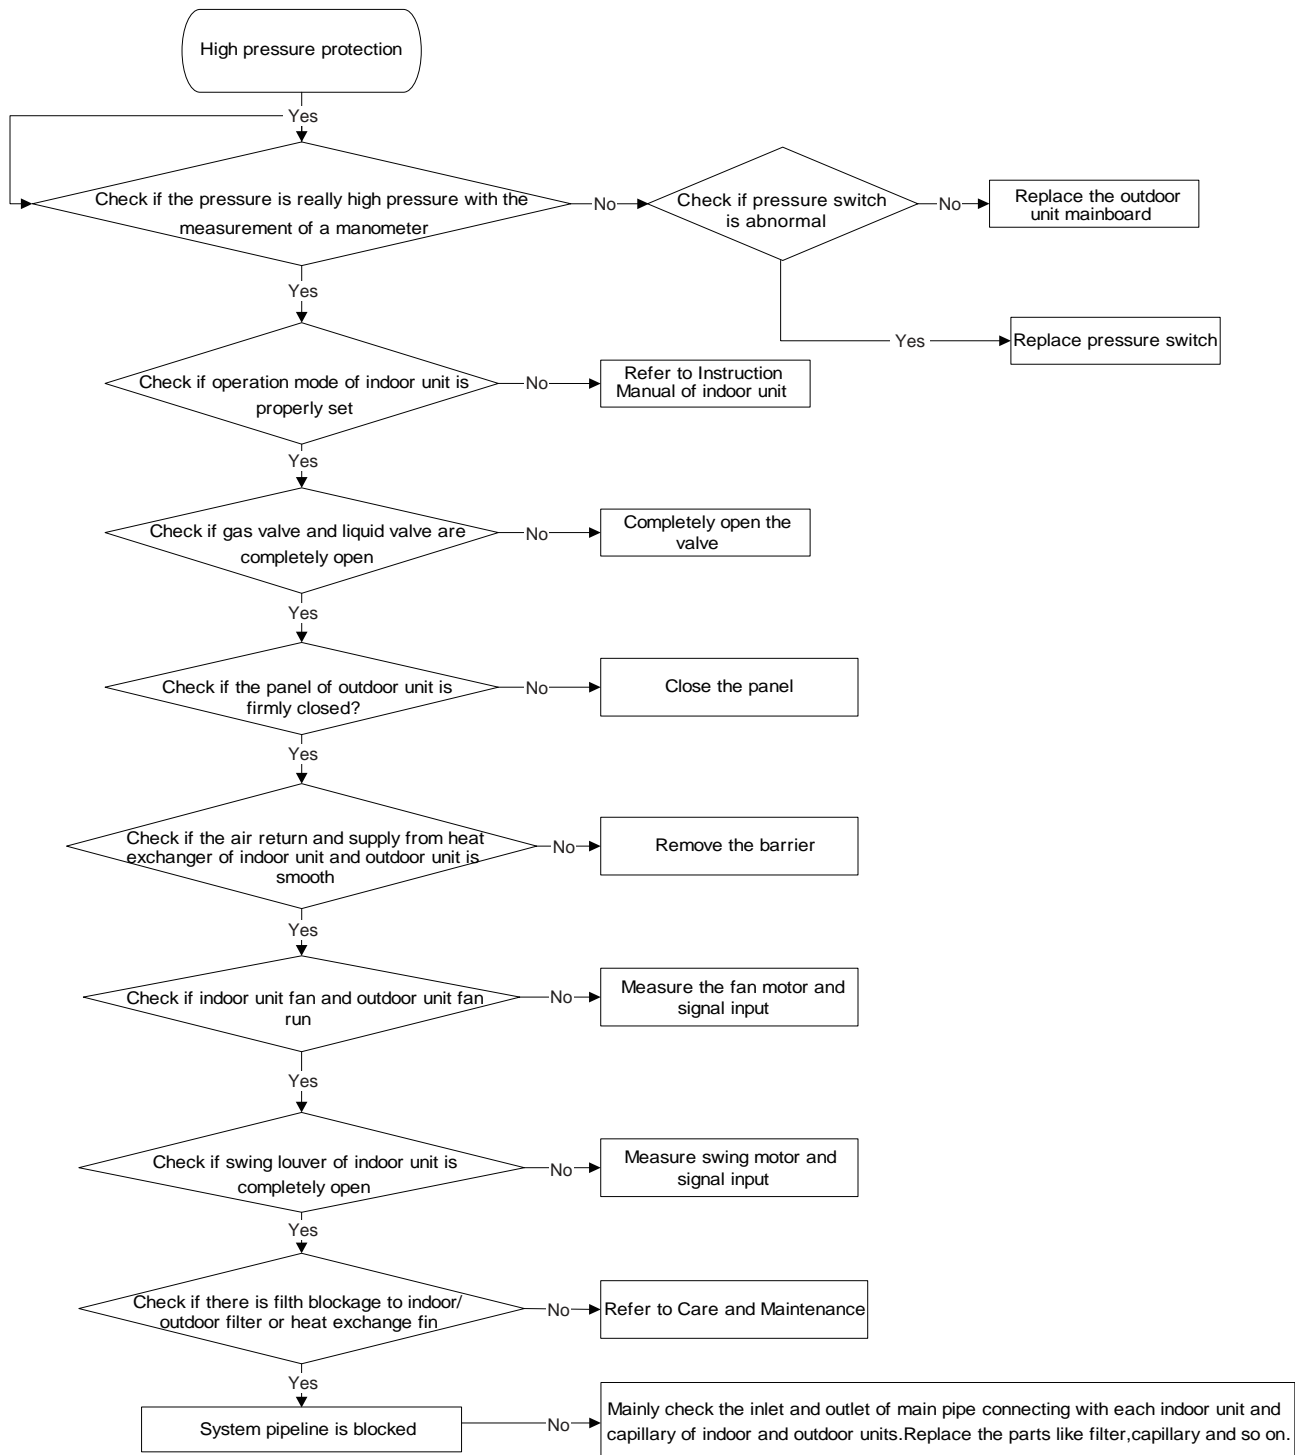 High pressure protection
Yes
Check if the pressure is really high pressure with the
measurement of a manometer
No
Check if pressure switch
is abnormal
No
Replace the outdoor
unit mainboard
Yes
Replace pressure switch
Yes
Check if operation mode of indoor unit is
properly set
No
Refer to Instruction
Manual of indoor unit
Yes
Check if gas valve and liquid valve are
completely open
No
Completely open the
valve
Yes
Check if the panel of outdoor unit is
firmly closed?
No
Close the panel
Yes
Check if the air return and supply from heat
exchanger of indoor unit and outdoor unit is
smooth
No
Remove the barrier
Yes
Check if indoor unit fan and outdoor unit fan
run
No
Measure the fan motor and
signal input
Yes
Check if swing louver of indoor unit is
completely open
No
Measure swing motor and
signal input
Yes
Check if there is filth blockage to indoor/
outdoor filter or heat exchange fin
No
Refer to Care and Maintenance
Yes
System pipeline is blocked
No
Mainly check the inlet and outlet of main pipe connecting with each indoor unit and
capillary of indoor and outdoor units.Replace the parts like filter,capillary and so on.